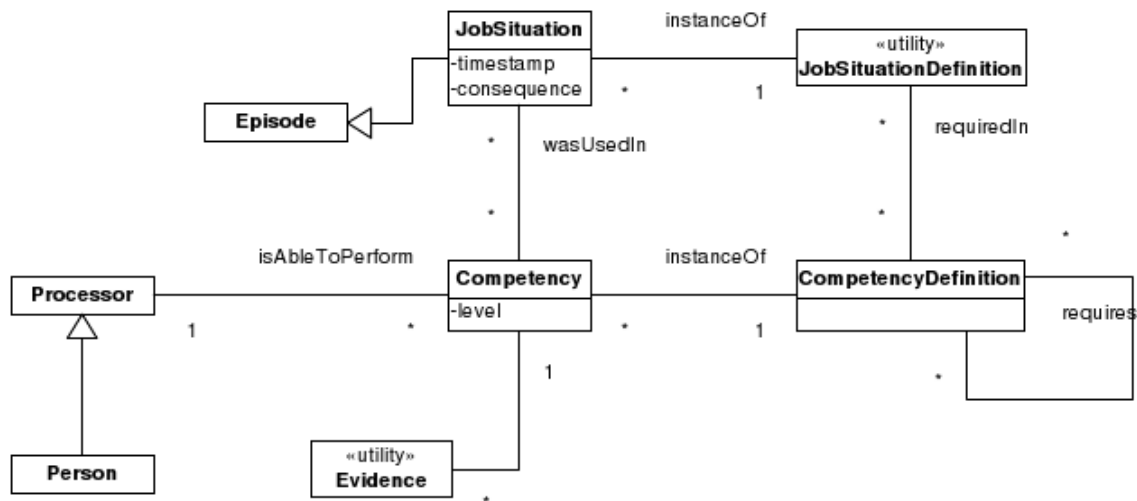 JobSituation
-timestamp
-consequence
instanceOf
*
1
«utility»
JobSituationDefinition
Episode
*
wasUsedIn
*
*
requiredIn
*
isAbleToPerform
Processor
1
*
Competency
-level
instanceOf
*
1
CompetencyDefinition
*
requires
*
1
Person
«utility»
Evidence
*